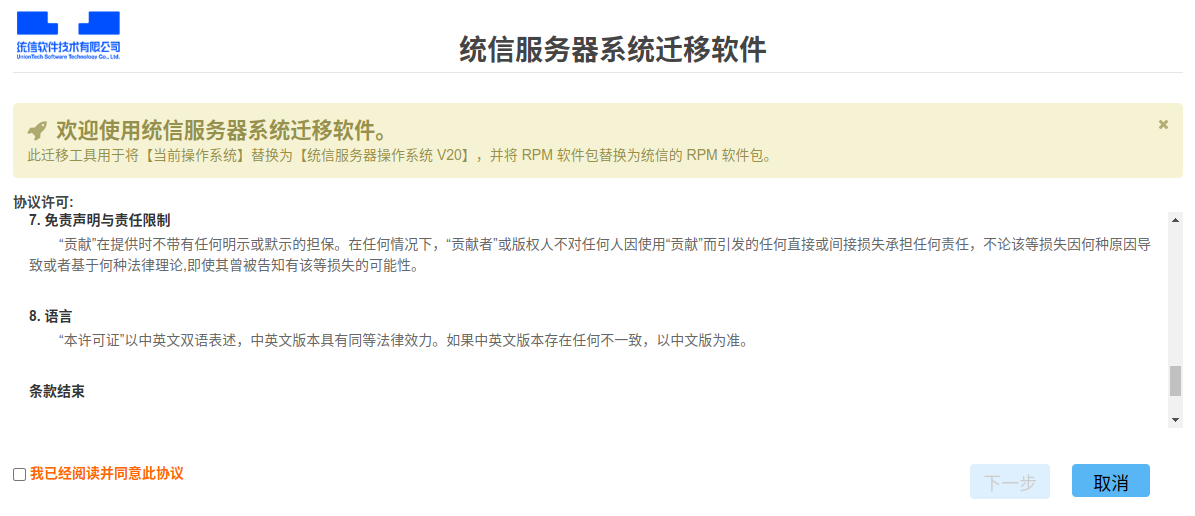 统信软件技术有限公司
UnionTech Software Technology Co., Ltd.
统信服务器系统迁移软件
欢迎使用统信服务器系统迁移软件。
此迁移工具用于将【当前操作系统】替换为【统信服务器操作系统 V20】，并将 RPM 软件包替换为统信的 RPM 软件包。
协议许可:
7. 免责声明与责任限制
“贡献”在提供时不带有任何明示或默示的担保。在任何情况下，“贡献者”或版权人不对任何人因使用“贡献”而引发的任何直接或间接损失承担任何责任，不论该等损失因何种原因导
致或者基于何种法律理论,即使其曾被告知有该等损失的可能性。
8. 语言
“本许可证”以中英文双语表述，中英文版本具有同等法律效力。如果中英文版本存在任何不一致，以中文版为准。
条款结束
我已经阅读并同意此协议
下一步
取消